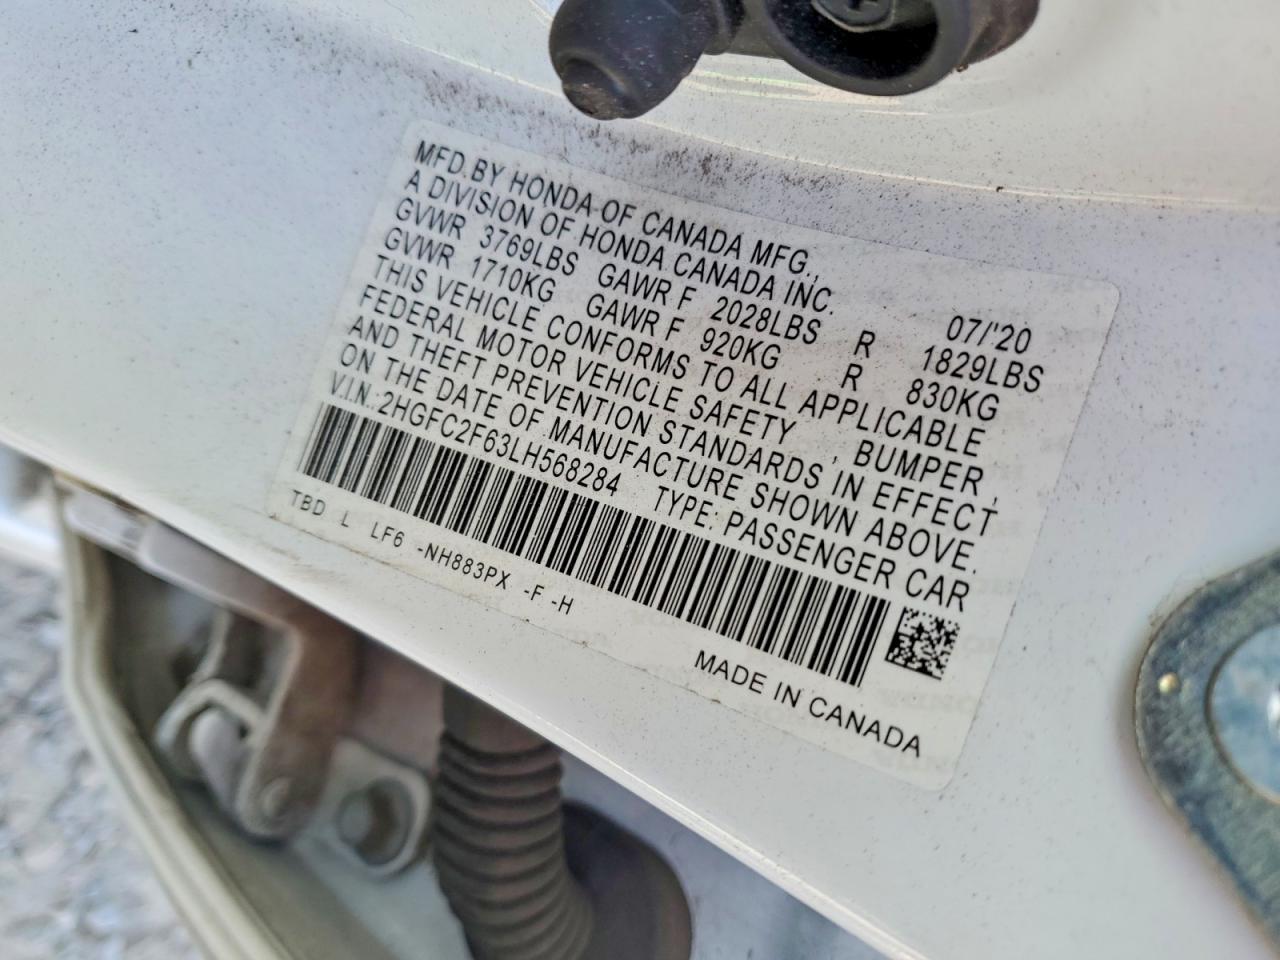 MFD. BY HONDA OF CANADA MFG.,
A DIVISION OF HONDA CANADA INC. 07/'20
GVWR 3769LBS GAWR F 2028LBS R 1829LBS
GVWR 1710KG GAWR F 920KG R 830KG
THIS VEHICLE CONFORMS TO ALL APPLICABLE
FEDERAL MOTOR VEHICLE SAFETY , BUMPER ,
AND THEFT PREVENTION STANDARDS IN EFFECT
ON THE DATE OF MANUFACTURE SHOWN ABOVE.
V.I.N.:2HGFC2F63LH568284 TYPE: PASSENGER CAR
TBD L LF6 -NH883PX -F -H
MADE IN CANADA